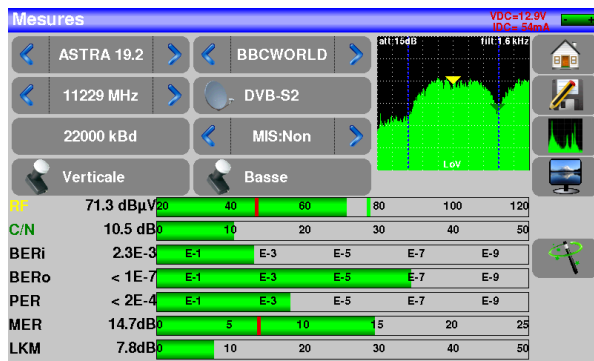 Mesures
VDC=12.9V
IDC= 54mA
ASTRA 19.2
BBCWORLD
att:15dB
filt:1.6 kHz
11229 MHz
DVB-S2
22000 kBd
MIS:Non
Verticale
Basse
LoV
RF 71.3 dBµV 20 40 60 80 100 120
C/N 10.5 dB 0 10 20 30 40 50
BERi 2.3E-3 E-1 E-3 E-5 E-7 E-9
BERo < 1E-7 E-1 E-3 E-5 E-7 E-9
PER < 2E-4 E-1 E-3 E-5 E-7 E-9
MER 14.7dB 0 5 10 15 20 25
LKM 7.8dB 0 10 20 30 40 50